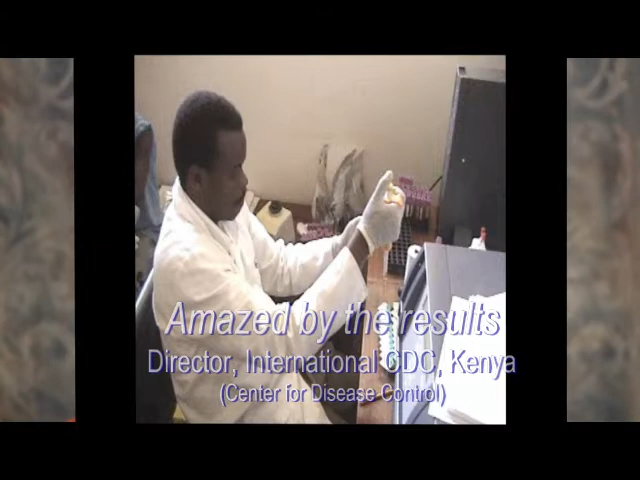 Amazed by the results
Director, International CDC, Kenya
(Center for Disease Control)